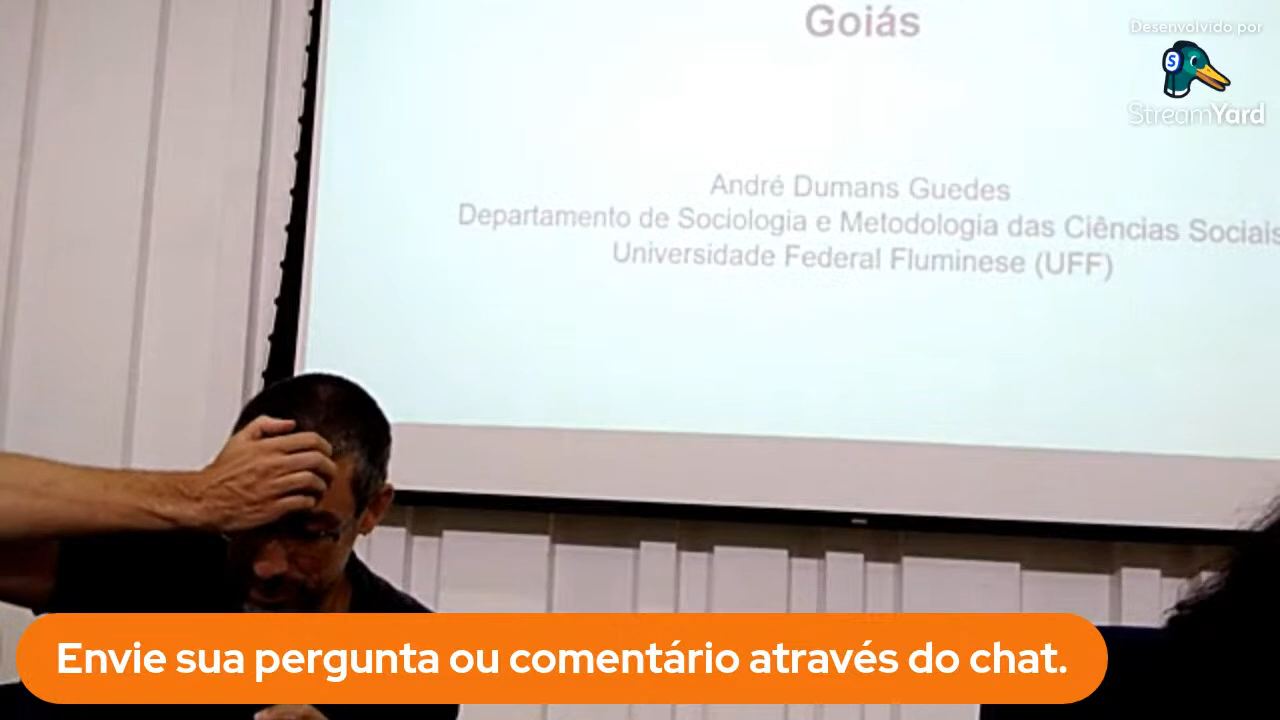 Goiás
Desenvolvido por
S
StreamYard
André Dumans Guedes
Departamento de Sociologia e Metodologia das Ciências Sociais
Universidade Federal Fluminese (UFF)
Envie sua pergunta ou comentário através do chat.